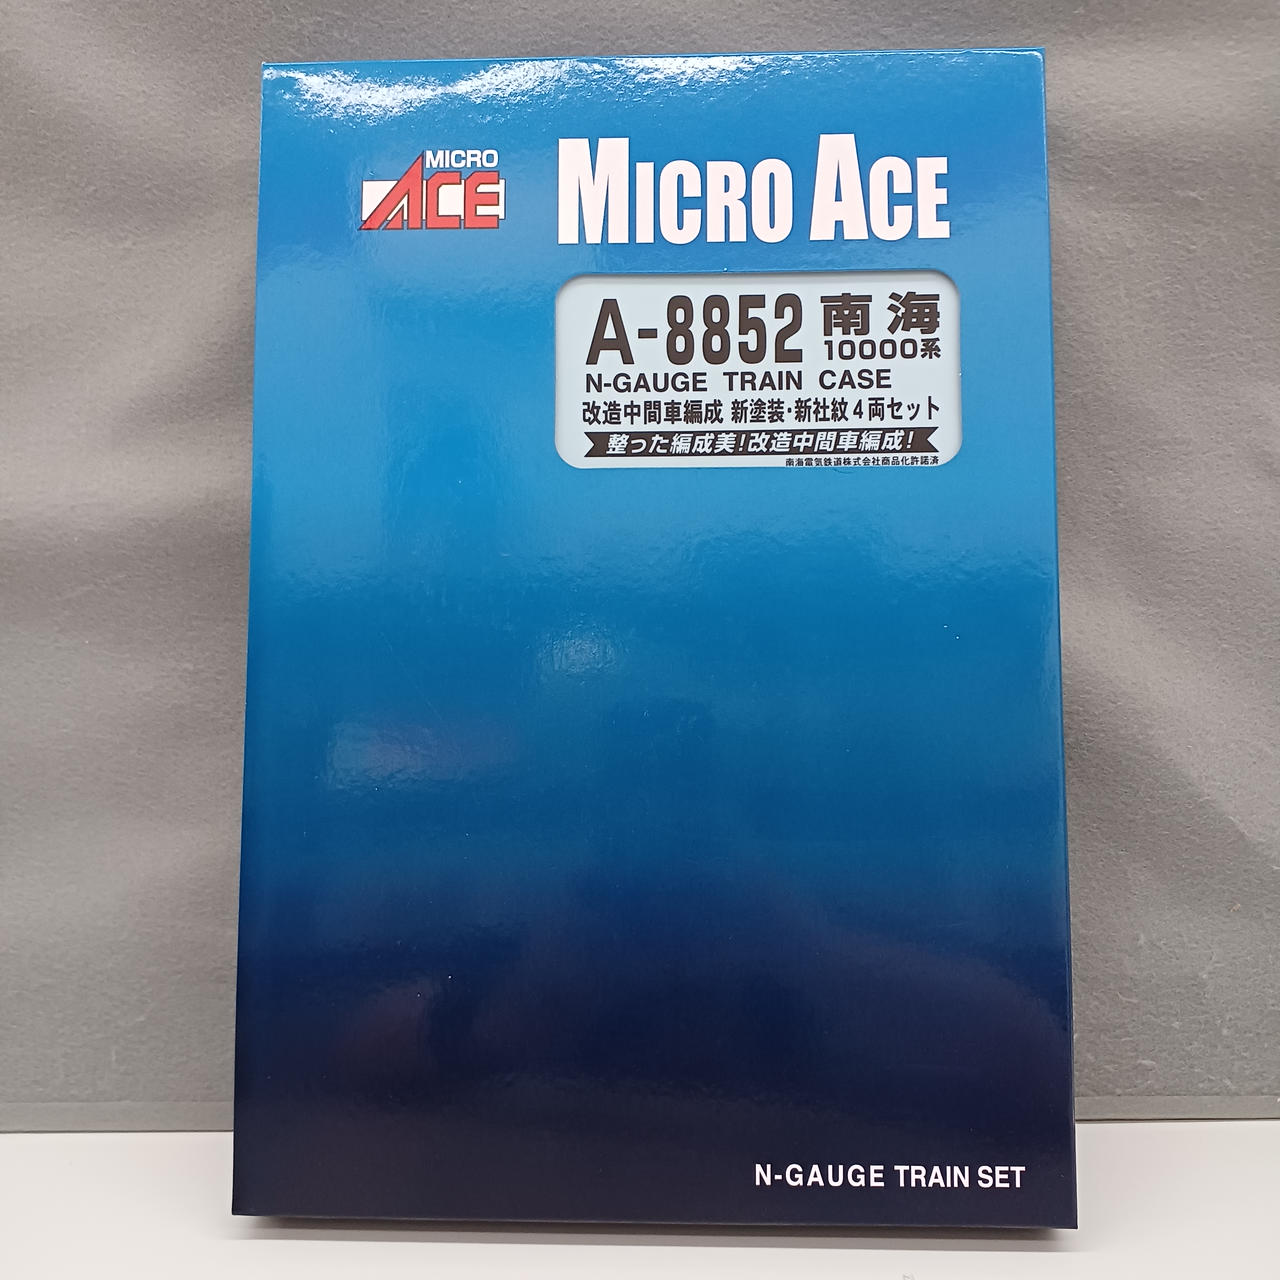 MICRO
ACE
MICRO ACE
A-8852 南海
10000系
N-GAUGE TRAIN CASE
改造中間車編成 新塗装・新社紋4両セット
整った編成美!改造中間車編成!
南海電気鉄道株式会社商品化許諾済
N-GAUGE TRAIN SET